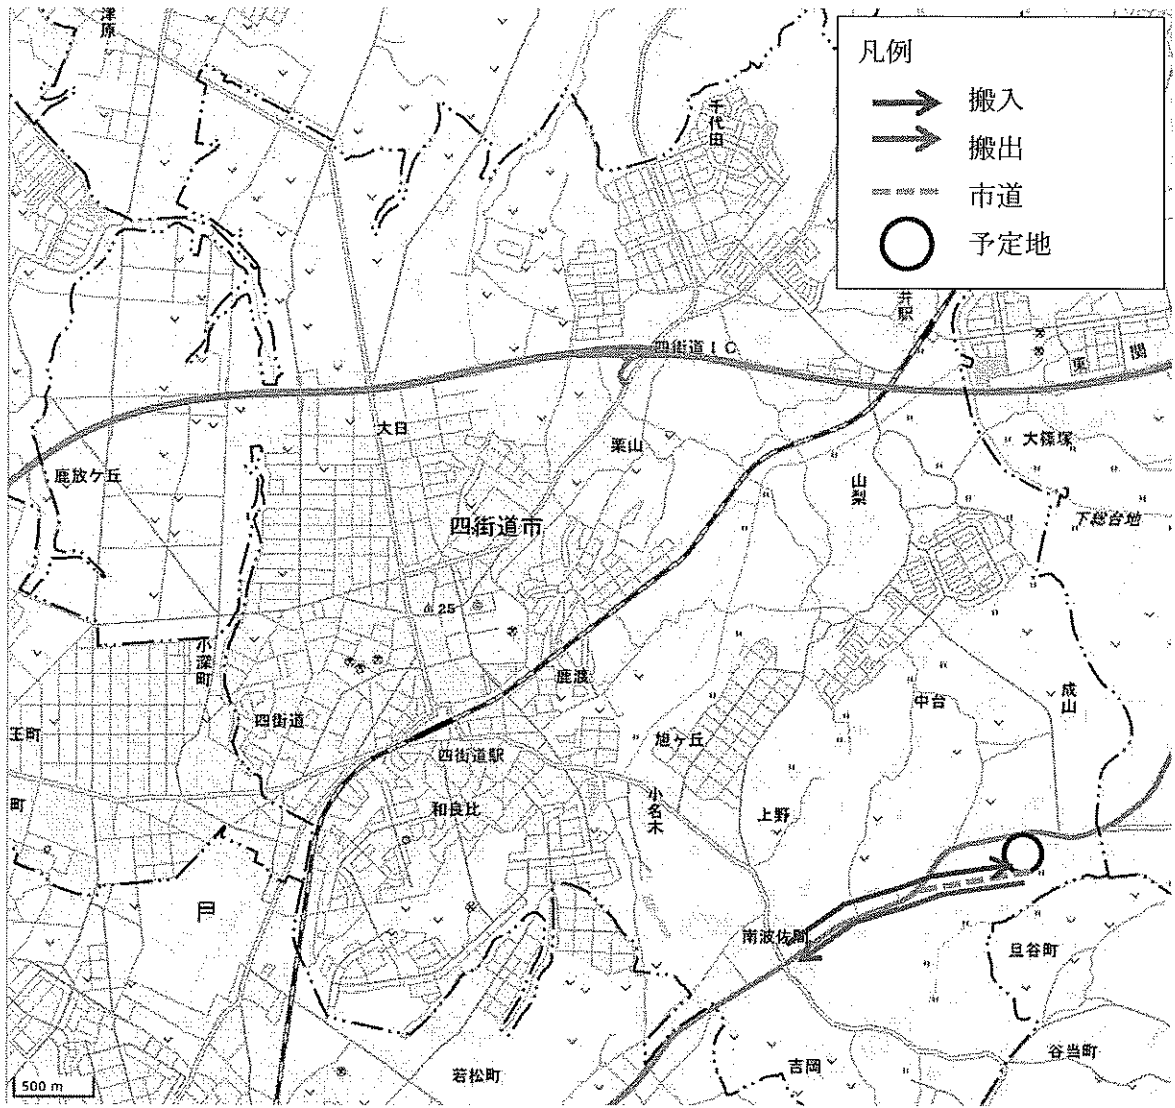 凡例
搬入
搬出
市道
予定地
津原
千代田
井駅
四街道IC
東関
大日
栗山
大篠塚
鹿放ケ丘
山梨
四街道市
下総台地
25
小深町
鹿渡
成山
中台
四街道
王町
四街道駅
旭ケ丘
町
和良比
小名木
上野
南波佐間
亘谷町
吉岡
谷当町
若松町
500 m